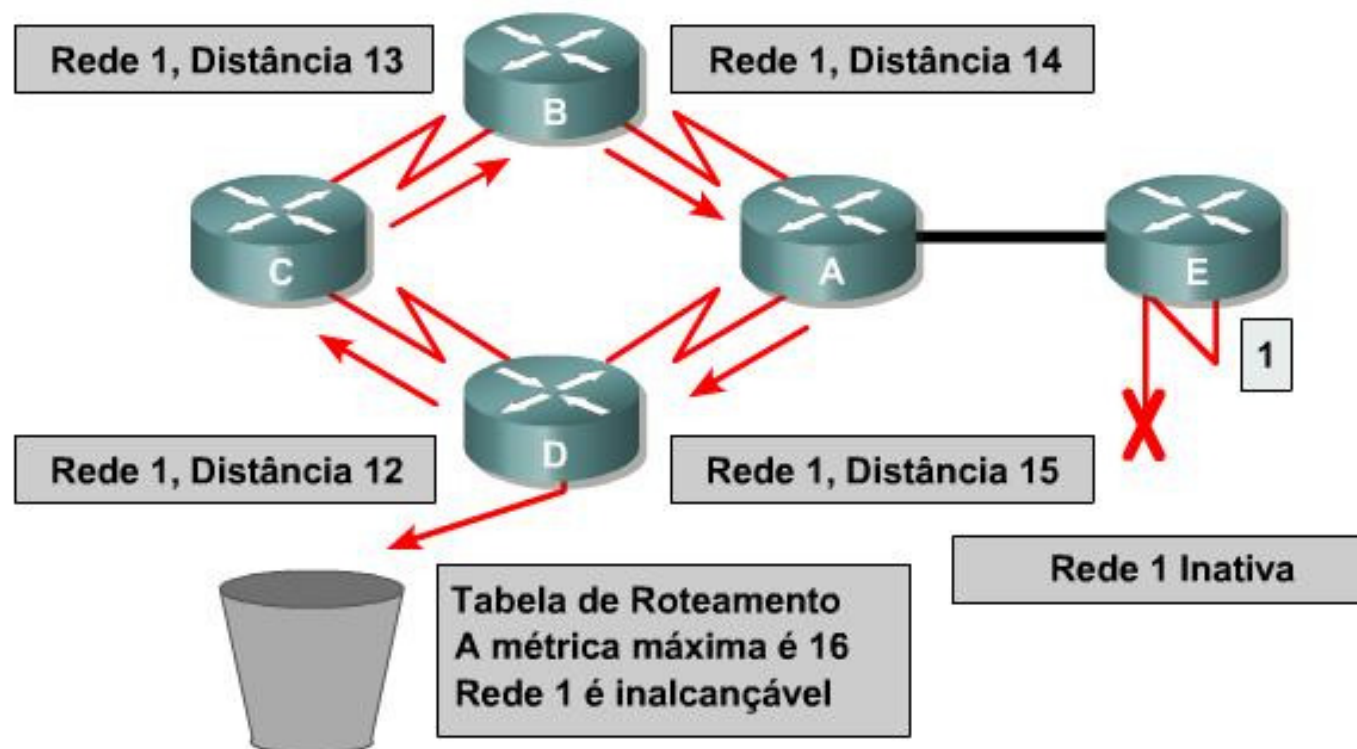 Rede 1, Distância 13
Rede 1, Distância 14
B
C
A
E
1
D
Rede 1, Distância 12
Rede 1, Distância 15
Rede 1 Inativa
Tabela de Roteamento
A métrica máxima é 16
Rede 1 é inalcançável